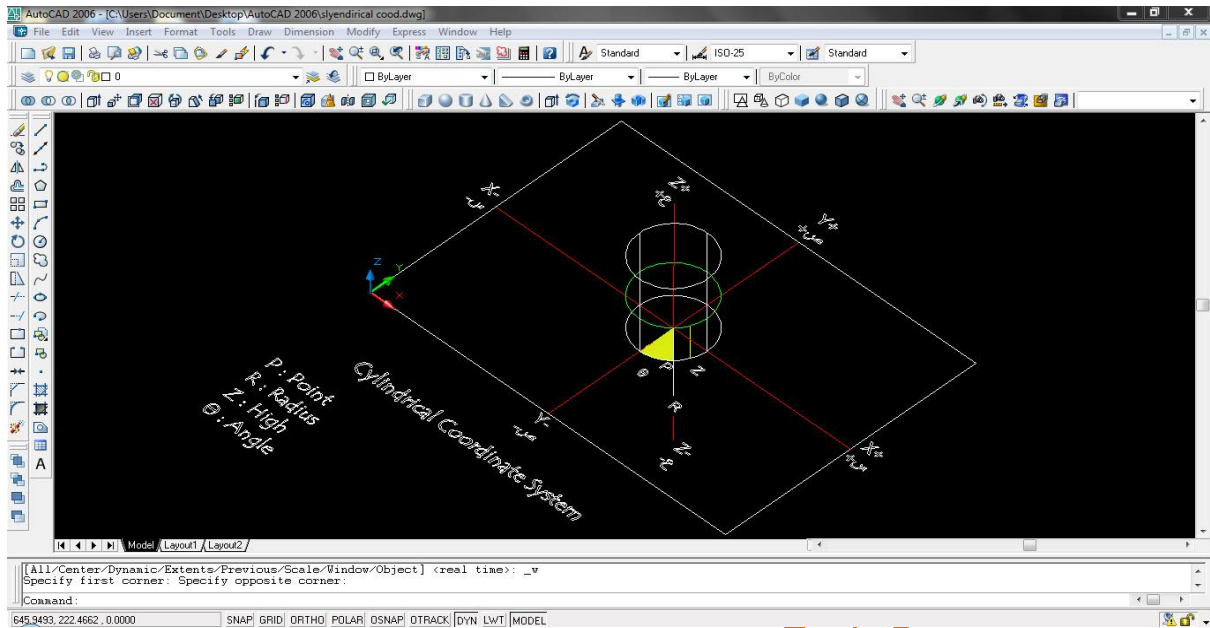 AutoCAD 2006 - [C:\Users\Document\Desktop\AutoCAD 2006\slyendirical cood.dwg]
File Edit View Insert Format Tools Draw Dimension Modify Express Window Help
Standard ISO-25 Standard
0 ByLayer ByLayer ByLayer ByColor
X-
س-
Z+
ع+
Y+
ص+
Z
Y
X
θ P Z
R
P : Point
R : Radius
Z : High
θ : Angle
Cylindrical Coordinate System
Y-
ص-
Z-
ع-
X+
س+
A
Model Layout1 Layout2
[All/Center/Dynamic/Extents/Previous/Scale/Window/Object] <real time>: _w
Specify first corner: Specify opposite corner:
Command:
645.9493, 222.4662 , 0.0000 SNAP GRID ORTHO POLAR OSNAP OTRACK DYN LWT MODEL